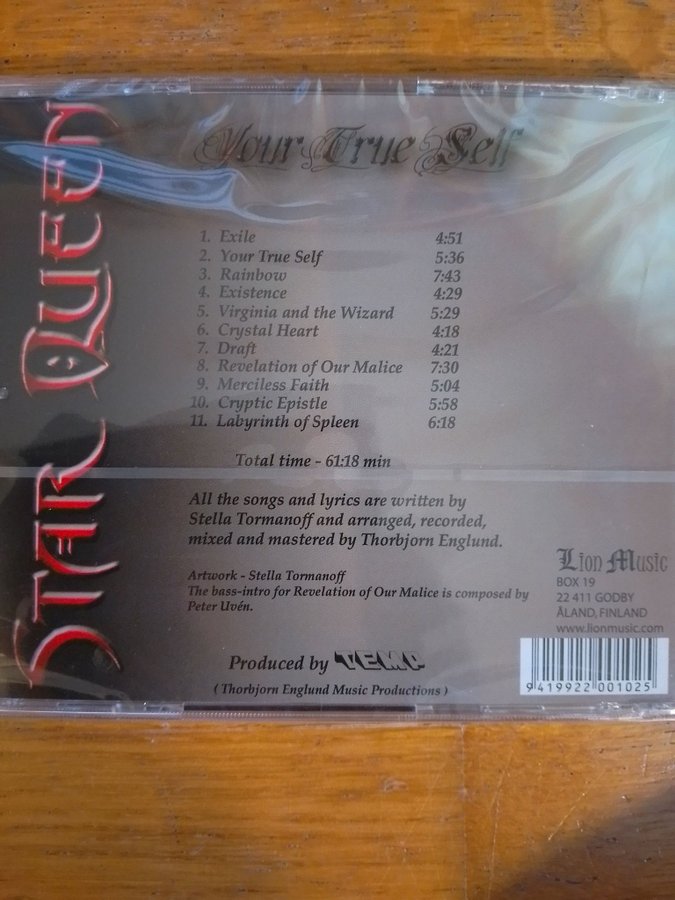 STAR QUEEN
Your True Self
1. Exile 4:51
2. Your True Self 5:36
3. Rainbow 7:43
4. Existence 4:29
5. Virginia and the Wizard 5:29
6. Crystal Heart 4:18
7. Draft 4:21
8. Revelation of Our Malice 7:30
9. Merciless Faith 5:04
10. Cryptic Epistle 5:58
11. Labyrinth of Spleen 6:18
Total time - 61:18 min
All the songs and lyrics are written by
Stella Tormanoff and arranged, recorded,
mixed and mastered by Thorbjorn Englund.
Artwork - Stella Tormanoff
The bass-intro for Revelation of Our Malice is composed by
Peter Uvén.
Produced by TEMP
( Thorbjorn Englund Music Productions )
Lion Music
BOX 19
22 411 GODBY
ÅLAND, FINLAND
www.lionmusic.com
9 419922 001025